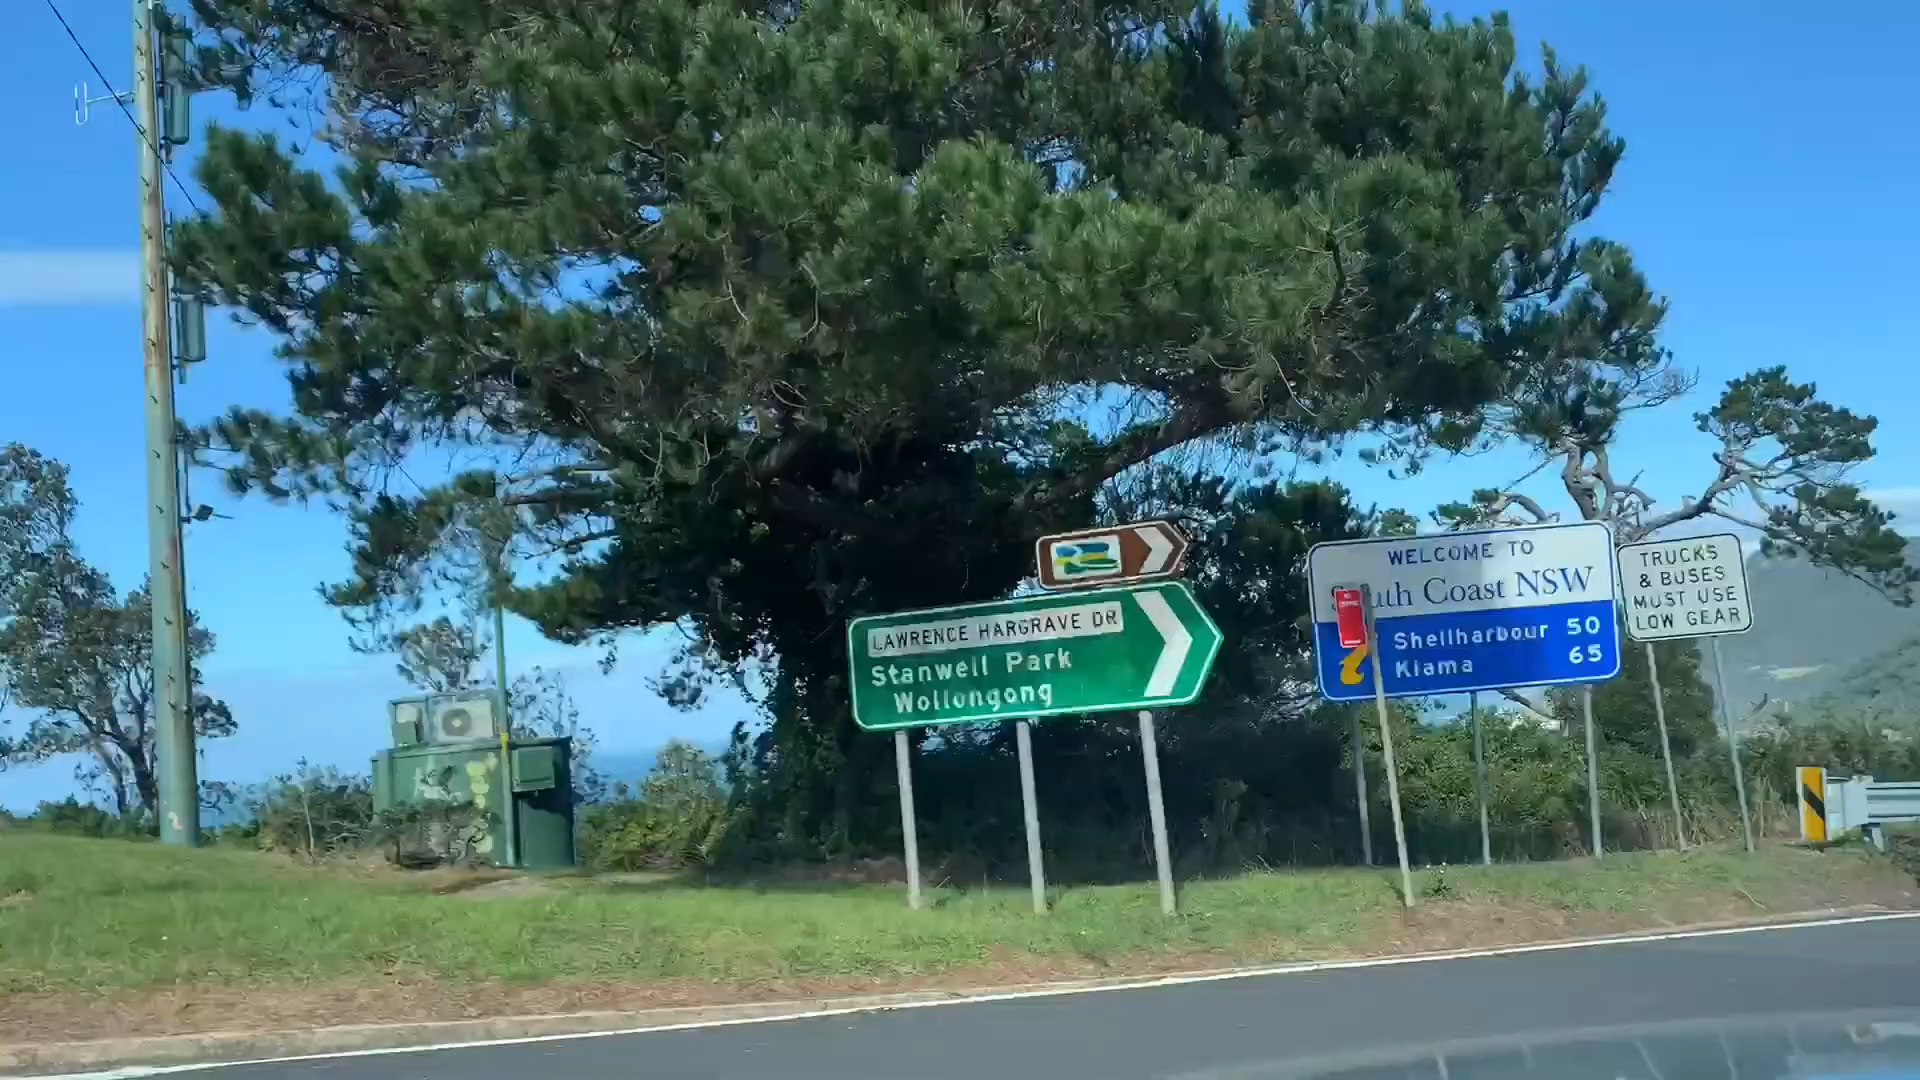 LAWRENCE HARGRAVE DR
Stanwell Park
Wollongong
WELCOME TO
uth Coast NSW
Shellharbour 50
Kiama 65
TRUCKS
& BUSES
MUST USE
LOW GEAR